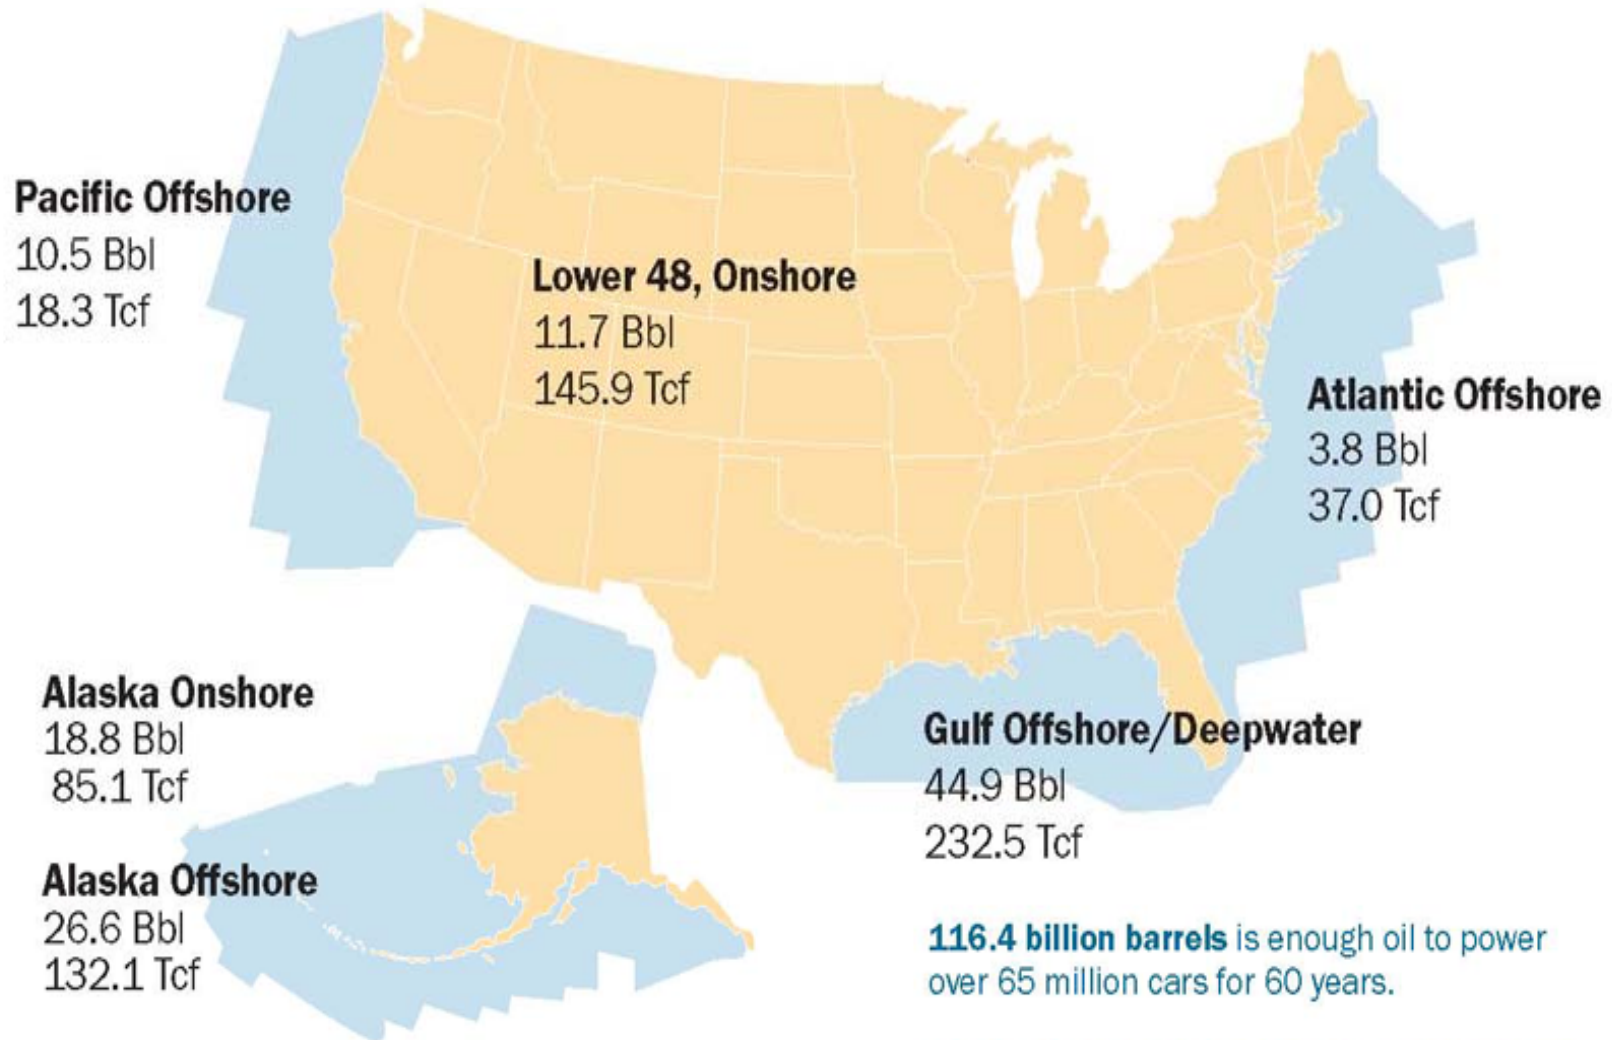 Pacific Offshore
10.5 Bbl
18.3 Tcf
Lower 48, Onshore
11.7 Bbl
145.9 Tcf
Atlantic Offshore
3.8 Bbl
37.0 Tcf
Alaska Onshore
18.8 Bbl
85.1 Tcf
Gulf Offshore/Deepwater
44.9 Bbl
232.5 Tcf
Alaska Offshore
26.6 Bbl
132.1 Tcf
116.4 billion barrels is enough oil to power
over 65 million cars for 60 years.